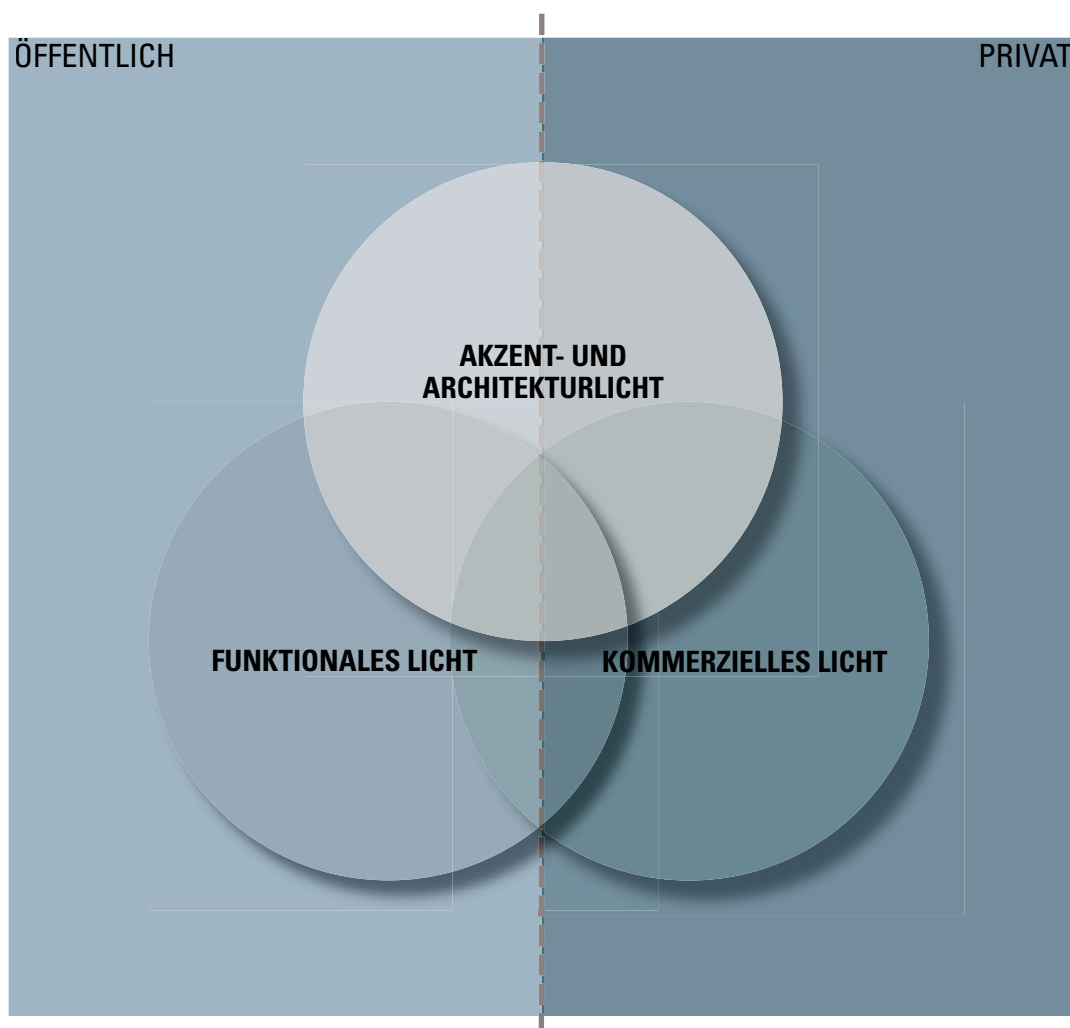 ÖFFENTLICH
PRIVAT
AKZENT- UND
ARCHITEKTURLICHT
FUNKTIONALES LICHT
KOMMERZIELLES LICHT